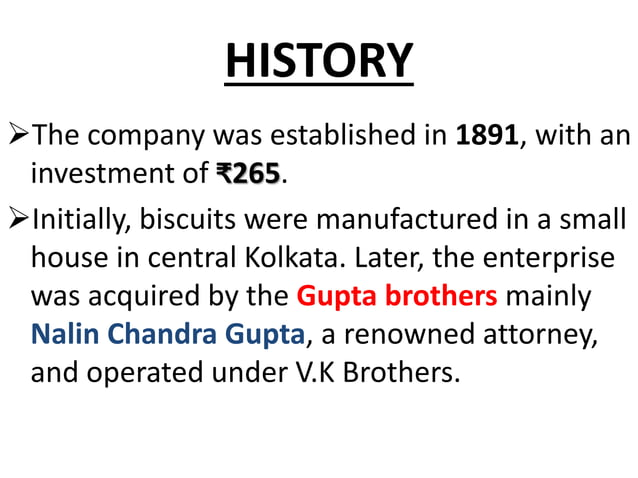 HISTORY
➢The company was established in 1891, with an
investment of ₹265.
➢Initially, biscuits were manufactured in a small
house in central Kolkata. Later, the enterprise
was acquired by the Gupta brothers mainly
Nalin Chandra Gupta, a renowned attorney,
and operated under V.K Brothers.